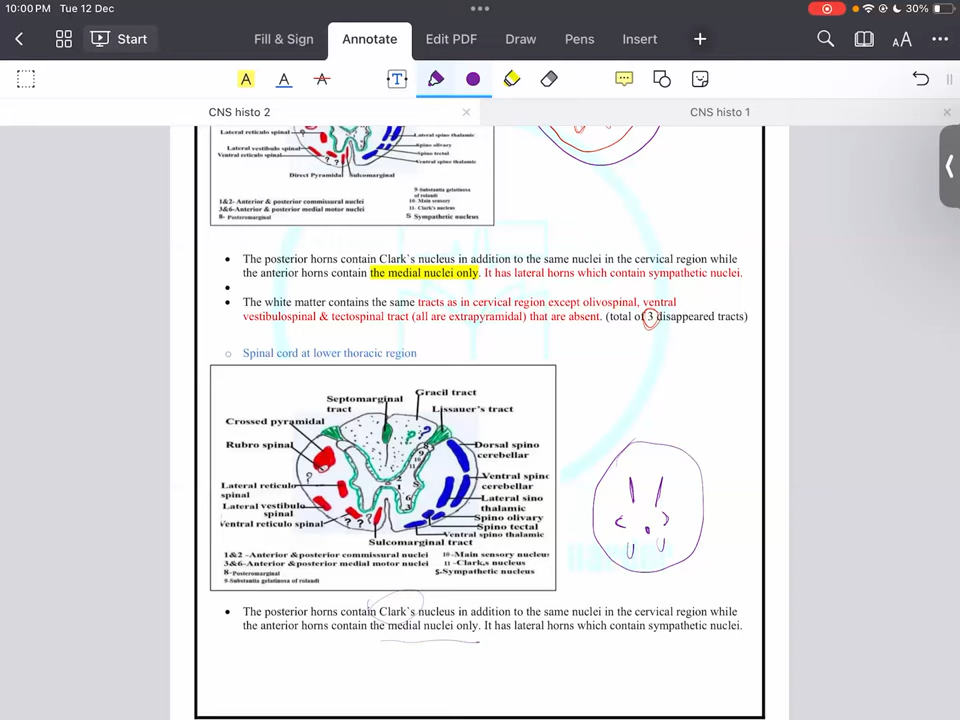 10:00 PM Tue 12 Dec
30%
Start
Fill & Sign
Annotate
Edit PDF
Draw
Pens
Insert
CNS histo 2
CNS histo 1
Lateral reticulo spinal
Lateral vestibulo spinal
Ventral reticulo spinal
? ?
Direct Pyramidal
Sulcomarginal
Lateral spino thalamic
Spino olivary
Spino tectal
Ventral spino thalamic
1&2- Anterior & posterior commissural nuclei
3&6-Anterior & posterior medial motor nuclei
8- Posteromarginal
9-Substantia gelatinosa of rolandi
10- Main sensory
11- Clark's nucleus
S Sympathetic nucleus
• The posterior horns contain Clark`s nucleus in addition to the same nuclei in the cervical region while
the anterior horns contain the medial nuclei only. It has lateral horns which contain sympathetic nuclei.
•
• The white matter contains the same tracts as in cervical region except olivospinal, ventral
vestibulospinal & tectospinal tract (all are extrapyramidal) that are absent. (total of 3 disappeared tracts)
o Spinal cord at lower thoracic region
Septomarginal tract
Gracil tract
Lissauer's tract
Crossed pyramidal
Rubro spinal
Lateral reticulo spinal
Lateral vestibulo spinal
Ventral reticulo spinal
Dorsal spino cerebellar
Ventral spino cerebellar
Lateral sino thalamic
Spino olivary
Spino tectal
Ventral spino thalamic
Sulcomarginal tract
1&2 -Anterior &posterior commissural nuclei
3&6-Anterior &posterior medial motor nuclei
8-Posteromarginal
9-Substantia gelatinosa of rolandi
10-Main sensory nucleus
11 -Clark,s nucleus
S-Sympathetic nucleus
• The posterior horns contain Clark`s nucleus in addition to the same nuclei in the cervical region while
the anterior horns contain the medial nuclei only. It has lateral horns which contain sympathetic nuclei.